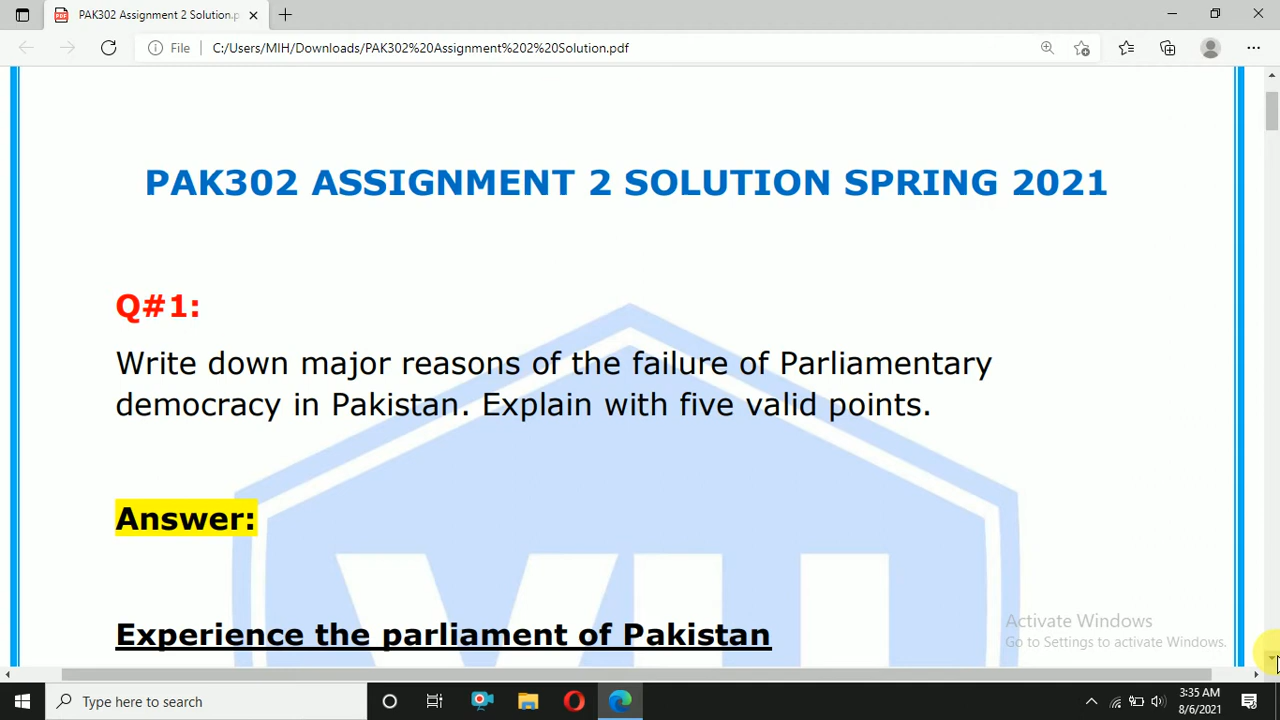 PAK302 Assignment 2 Solution.p
File
C:/Users/MIH/Downloads/PAK302%20Assignment%202%20Solution.pdf
PAK302 ASSIGNMENT 2 SOLUTION SPRING 2021
Q#1:
Write down major reasons of the failure of Parliamentary
democracy in Pakistan. Explain with five valid points.
Answer:
Experience the parliament of Pakistan
Activate Windows
Go to Settings to activate Windows.
Type here to search
3:35 AM
8/6/2021